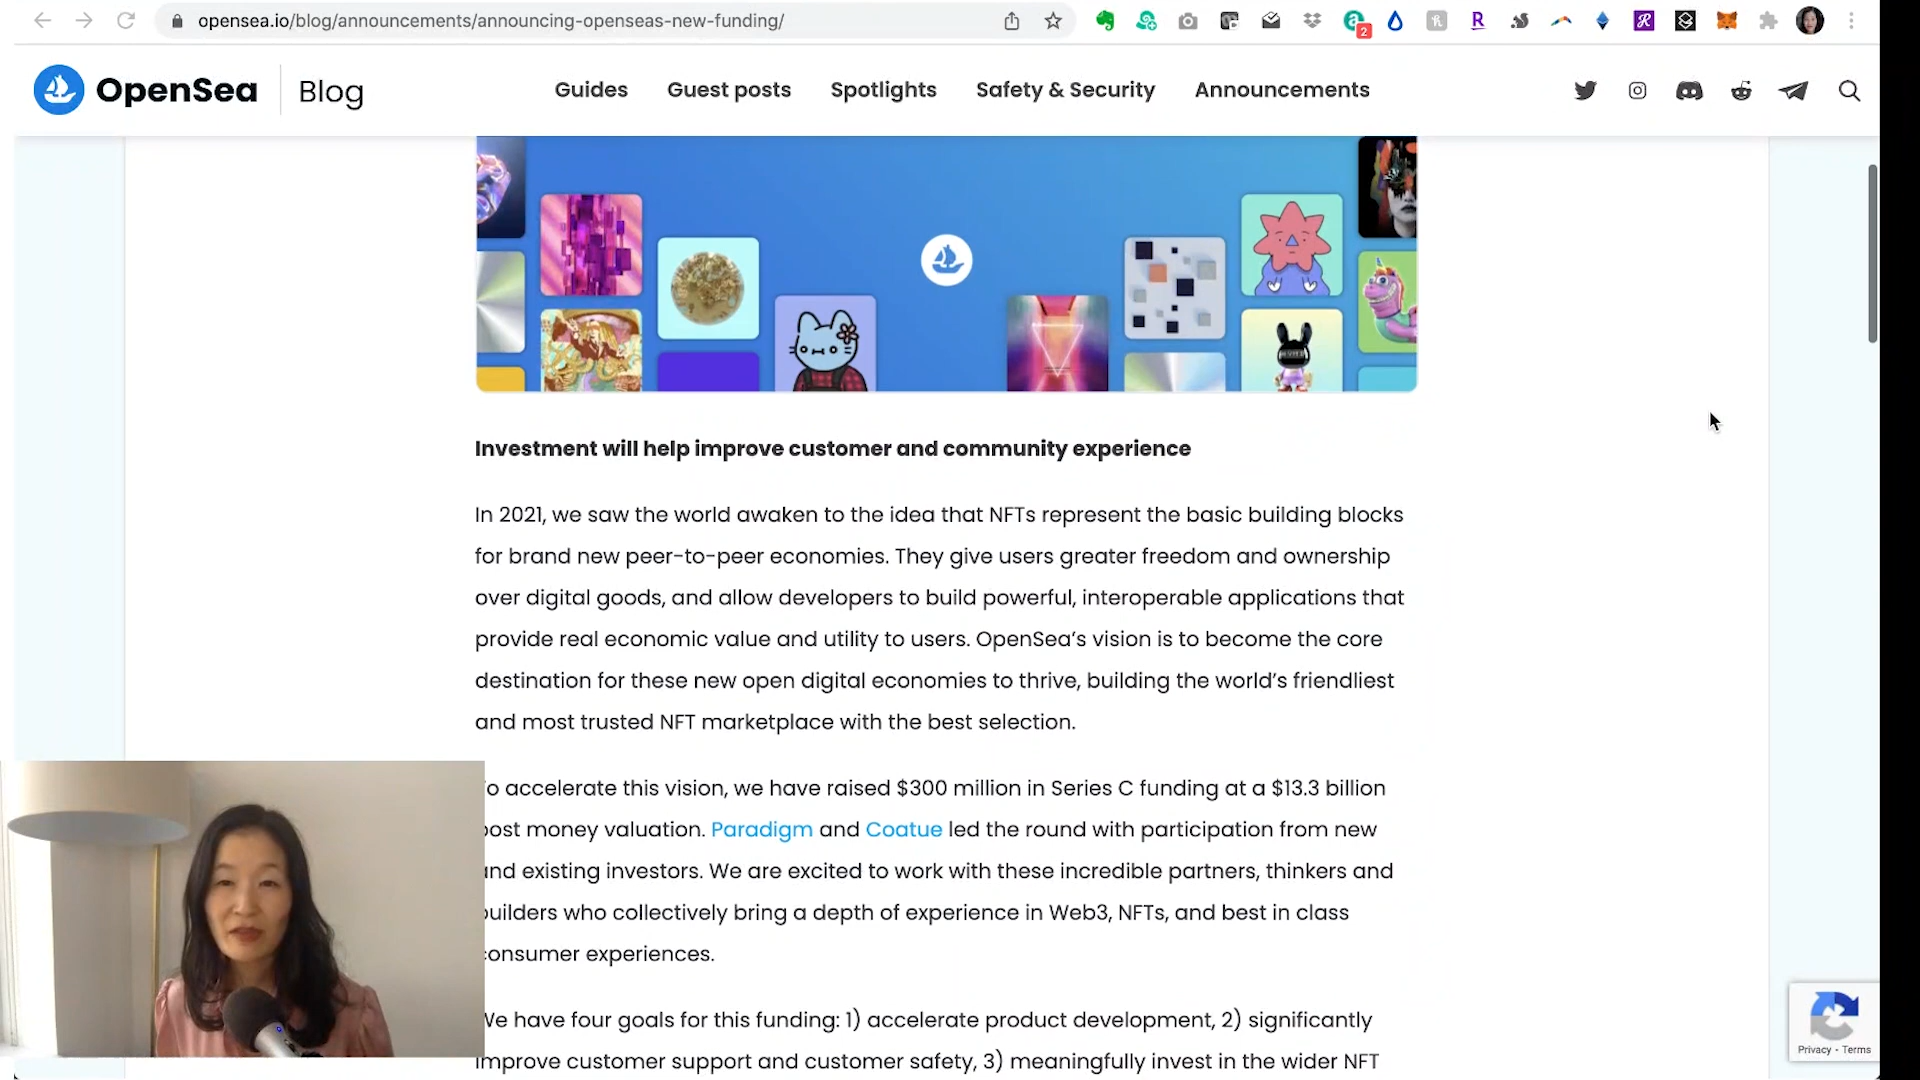 opensea.io/blog/announcements/announcing-openseas-new-funding/
2
OpenSea Blog
Guides Guest posts Spotlights Safety & Security Announcements
Investment will help improve customer and community experience
In 2021, we saw the world awaken to the idea that NFTs represent the basic building blocks
for brand new peer-to-peer economies. They give users greater freedom and ownership
over digital goods, and allow developers to build powerful, interoperable applications that
provide real economic value and utility to users. OpenSea's vision is to become the core
destination for these new open digital economies to thrive, building the world's friendliest
and most trusted NFT marketplace with the best selection.
o accelerate this vision, we have raised $300 million in Series C funding at a $13.3 billion
post money valuation. Paradigm and Coatue led the round with participation from new
and existing investors. We are excited to work with these incredible partners, thinkers and
builders who collectively bring a depth of experience in Web3, NFTs, and best in class
consumer experiences.
We have four goals for this funding: 1) accelerate product development, 2) significantly
improve customer support and customer safety, 3) meaningfully invest in the wider NFT
Privacy - Terms